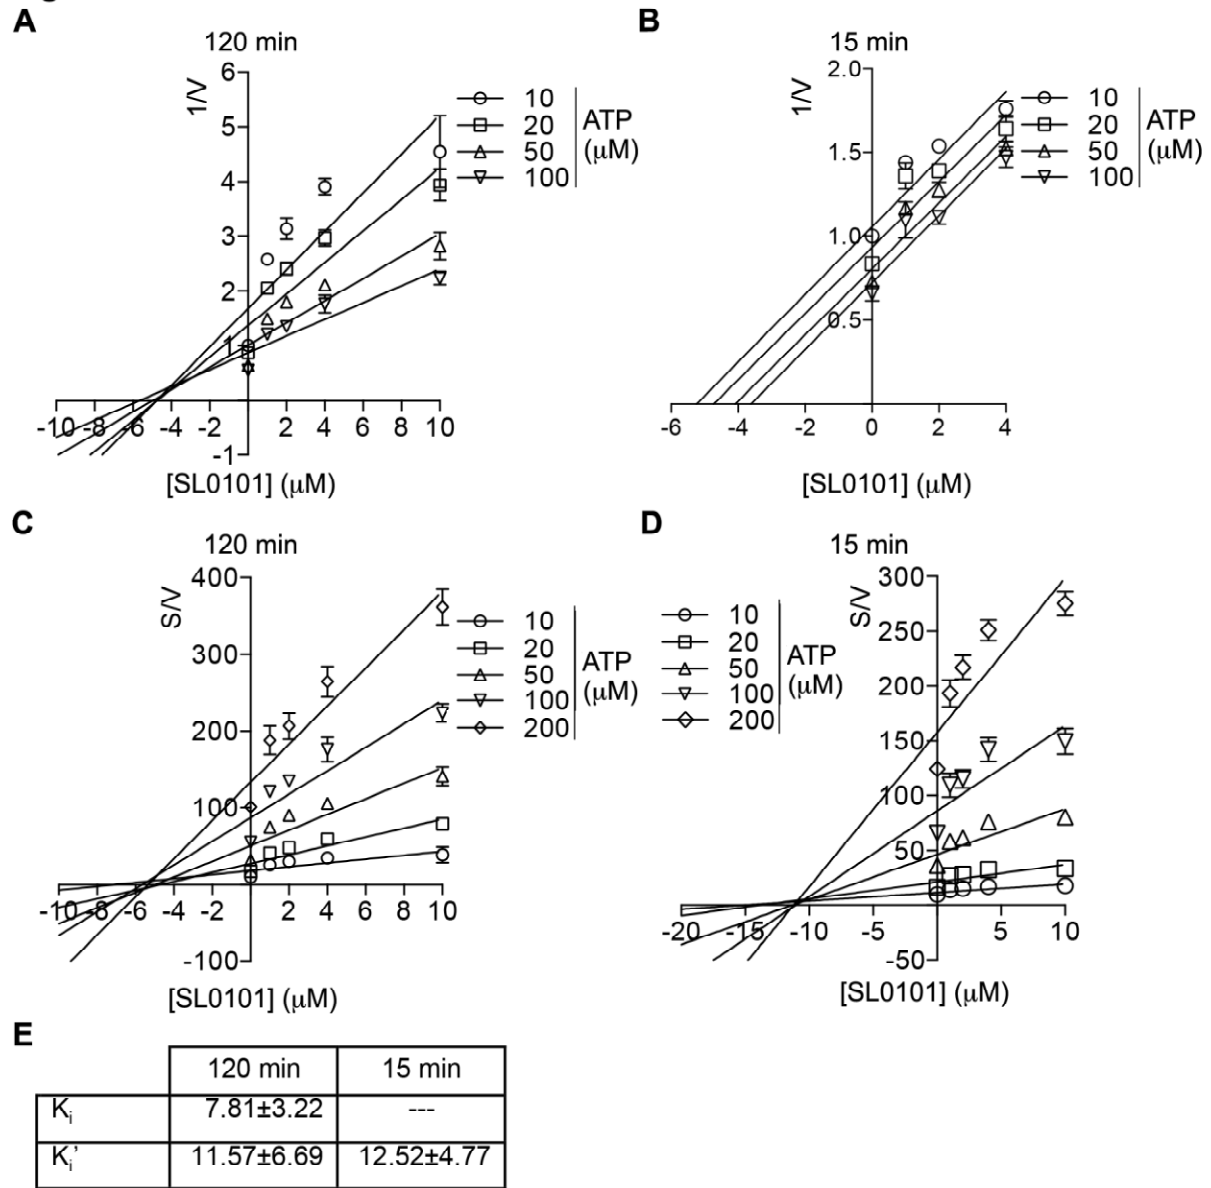 A
120 min
1/V
6
5
4
3
2
1
-1
-10 -8 -6 -4 -2 2 4 6 8 10
[SL0101] (μM)
10
20
50
100
ATP
(μM)
B
15 min
1/V
2.0
1.5
1.0
0.5
-6 -4 -2 0 2 4
[SL0101] (μM)
10
20
50
100
ATP
(μM)
C
120 min
S/V
400
300
200
100
-100
-10 -8 -6 -4 -2 2 4 6 8 10
[SL0101] (μM)
10
20
50
100
200
ATP
(μM)
D
15 min
S/V
300
250
200
150
100
50
-50
-20 -15 -10 -5 5 10
[SL0101] (μM)
10
20
50
100
200
ATP
(μM)
E
120 min 15 min
Ki 7.81±3.22 ---
Ki’ 11.57±6.69 12.52±4.77